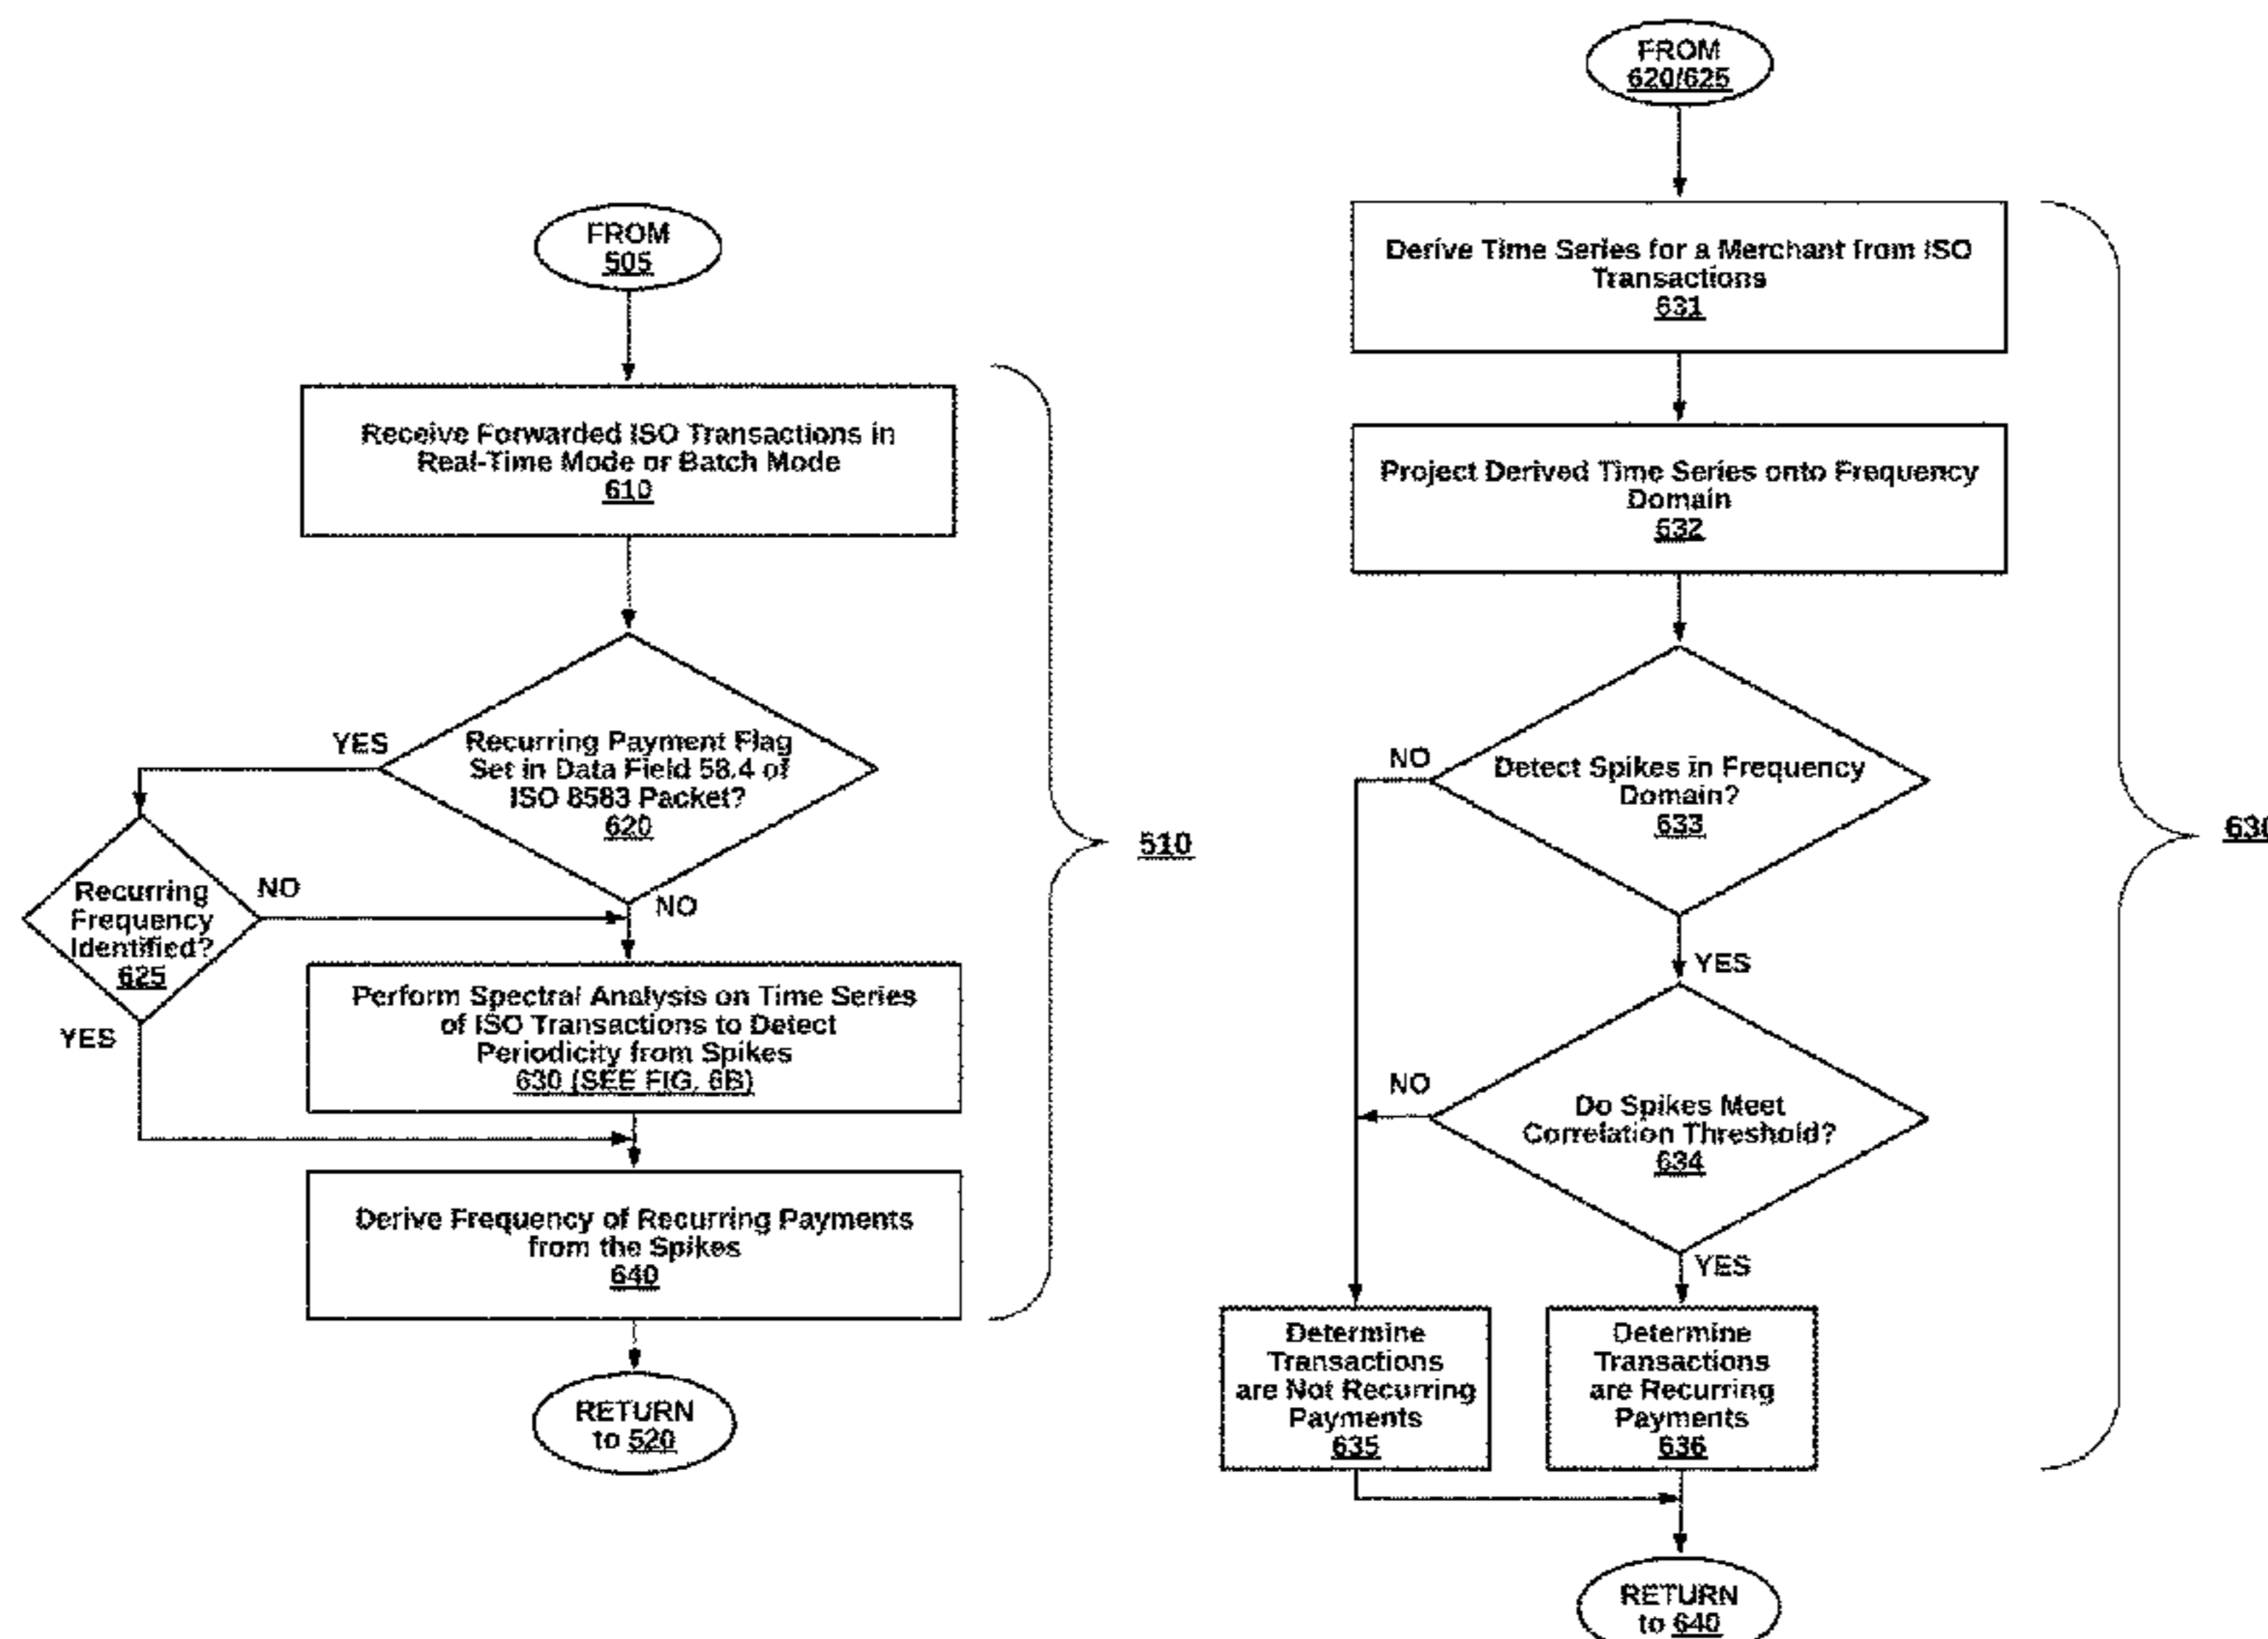 FROM
505
Receive Forwarded ISO Transactions in
Real-Time Mode or Batch Mode
610
YES
Recurring Payment Flag
Set in Data Field 58.4 of
ISO 8583 Packet?
620
NO
Recurring
Frequency
Identified?
625
NO
YES
Perform Spectral Analysis on Time Series
of ISO Transactions to Detect
Periodicity from Spikes
630 (SEE FIG. 6B)
Derive Frequency of Recurring Payments
from the Spikes
640
RETURN
to 520
510
FROM
620/625
Derive Time Series for a Merchant from ISO
Transactions
631
Project Derived Time Series onto Frequency
Domain
632
NO
Detect Spikes in Frequency
Domain?
633
YES
NO
Do Spikes Meet
Correlation Threshold?
634
YES
Determine
Transactions
are Not Recurring
Payments
635
Determine
Transactions
are Recurring
Payments
636
RETURN
to 640
630